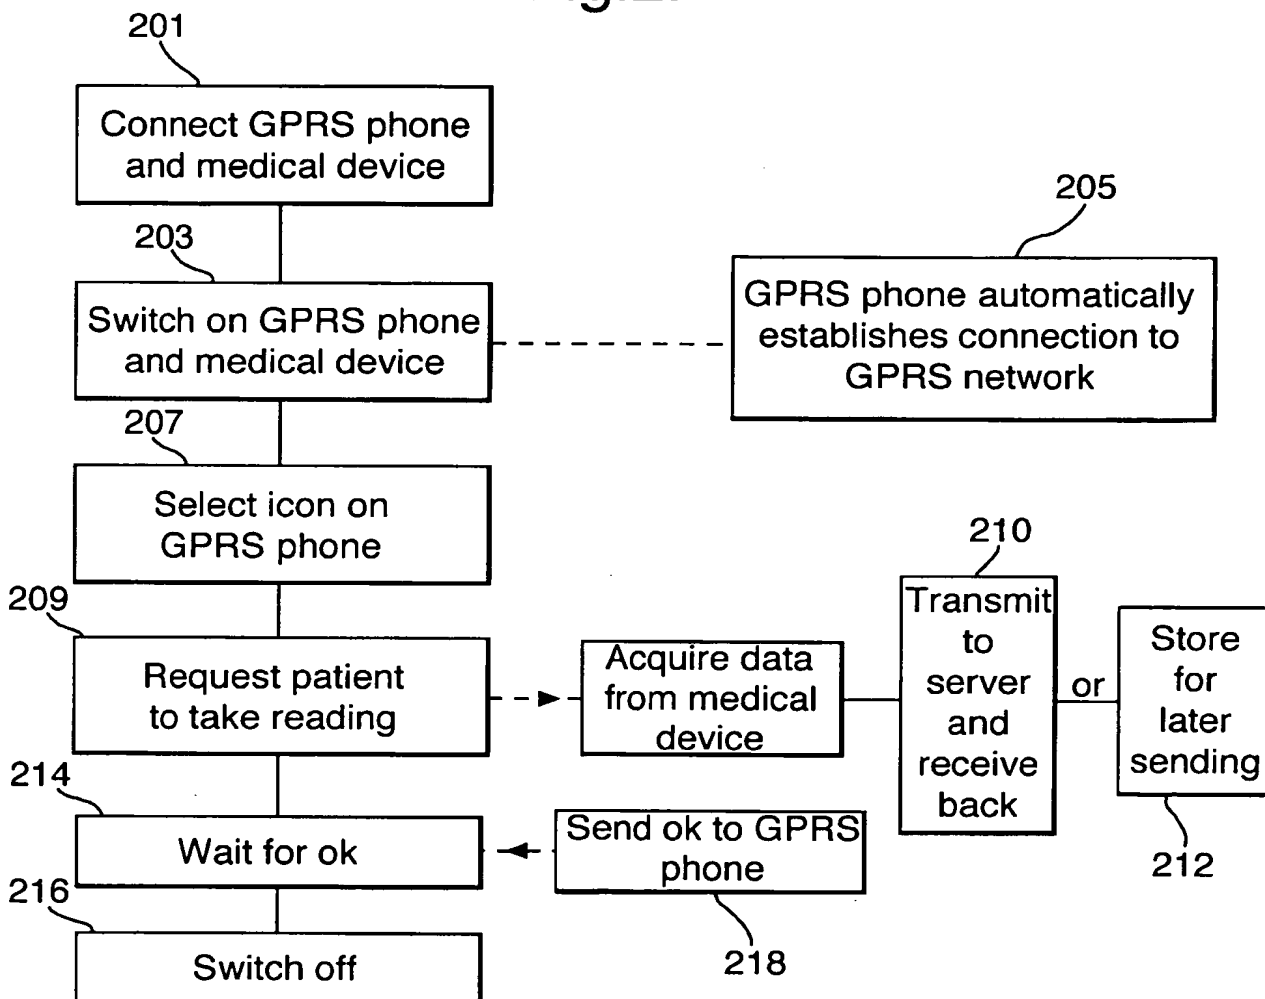 201
Connect GPRS phone
and medical device
203
Switch on GPRS phone
and medical device
205
GPRS phone automatically
establishes connection to
GPRS network
207
Select icon on
GPRS phone
209
Request patient
to take reading
Acquire data
from medical
device
210
Transmit
to
server
and
receive
back
or
Store
for
later
sending
212
214
Wait for ok
Send ok to GPRS
phone
218
216
Switch off